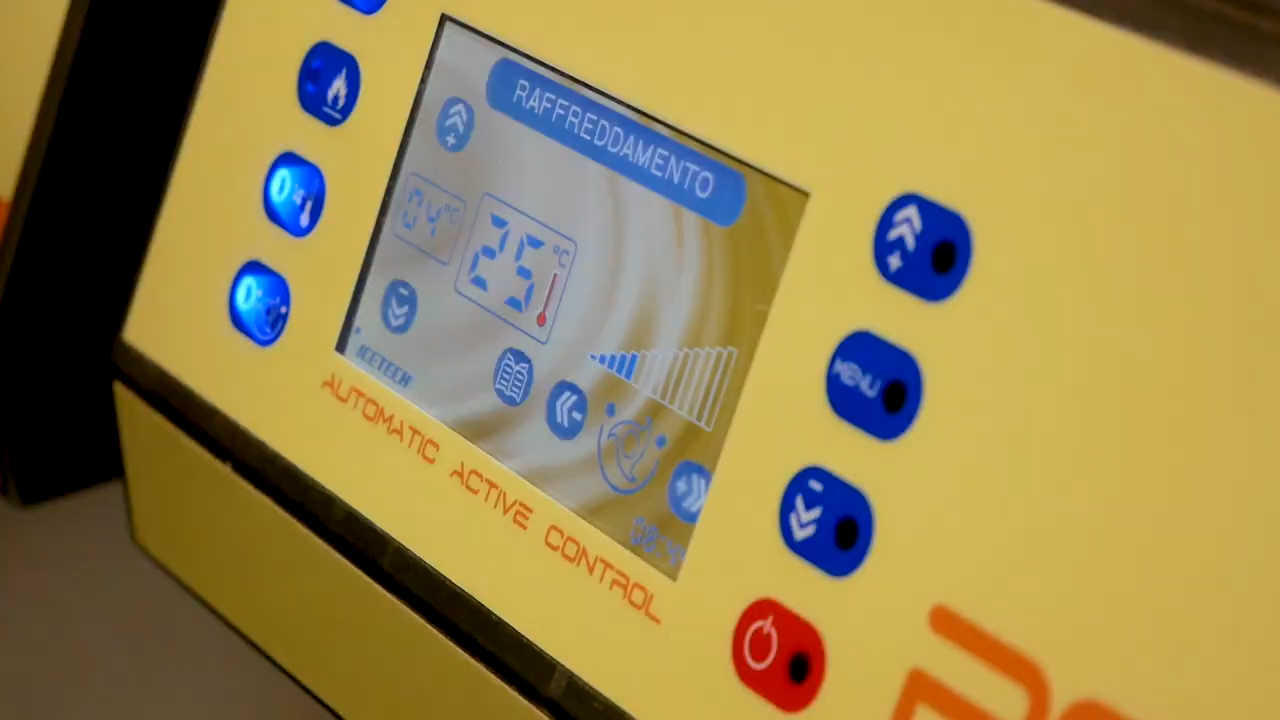 RAFFREDDAMENTO
04°C
25°C
ICETECH
AUTOMATIC ACTIVE CONTROL
MENU